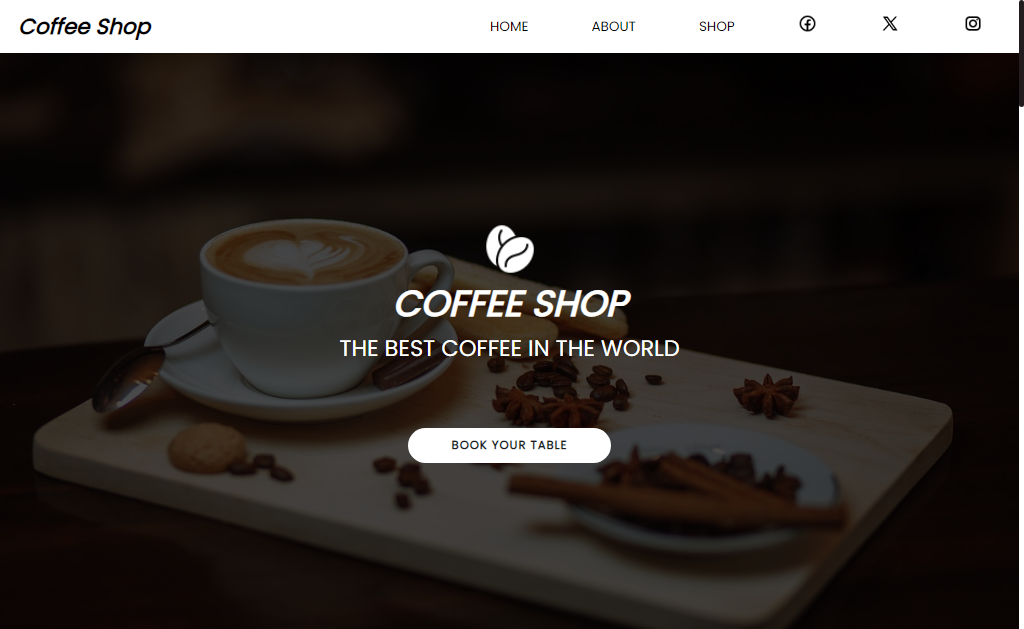 Coffee Shop
HOME ABOUT SHOP
COFFEE SHOP
THE BEST COFFEE IN THE WORLD
BOOK YOUR TABLE